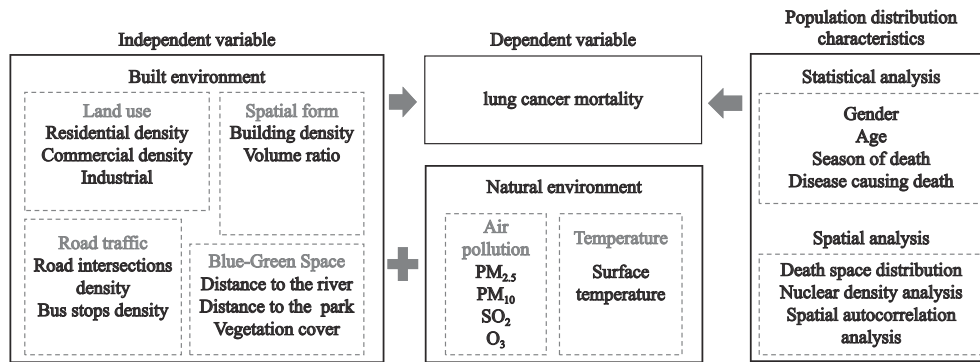 Independent variable
Built environment
Land use
Residential density
Commercial density
Industrial
Spatial form
Building density
Volume ratio
Road traffic
Road intersections
density
Bus stops density
Blue-Green Space
Distance to the river
Distance to the park
Vegetation cover
Dependent variable
lung cancer mortality
Natural environment
Air
pollution
PM2.5
PM10
SO2
O3
Temperature
Surface
temperature
Population distribution
characteristics
Statistical analysis
Gender
Age
Season of death
Disease causing death
Spatial analysis
Death space distribution
Nuclear density analysis
Spatial autocorrelation
analysis